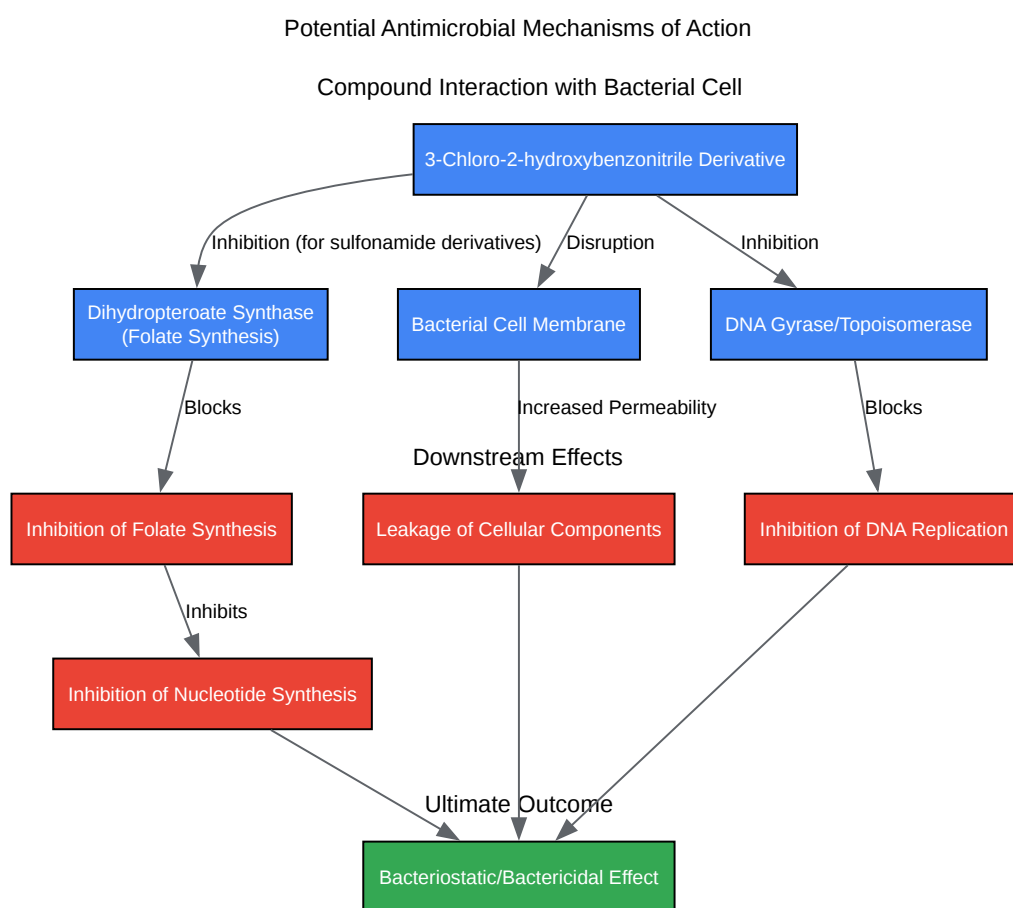 Potential Antimicrobial Mechanisms of Action
Compound Interaction with Bacterial Cell
3-Chloro-2-hydroxybenzonitrile Derivative
Inhibition (for sulfonamide derivatives)
Disruption
Inhibition
Dihydropteroate Synthase
(Folate Synthesis)
Bacterial Cell Membrane
DNA Gyrase/Topoisomerase
Blocks
Increased Permeability
Blocks
Downstream Effects
Inhibition of Folate Synthesis
Leakage of Cellular Components
Inhibition of DNA Replication
Inhibits
Inhibition of Nucleotide Synthesis
Ultimate Outcome
Bacteriostatic/Bactericidal Effect